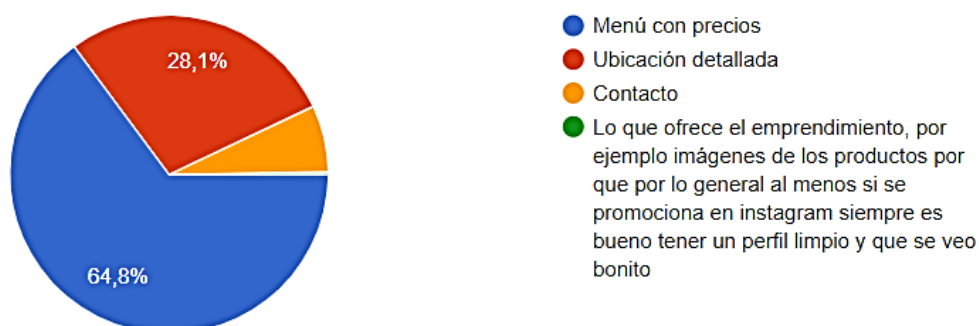 28,1%
64,8%
Menú con precios
Ubicación detallada
Contacto
Lo que ofrece el emprendimiento, por
ejemplo imágenes de los productos por
que por lo general al menos si se
promociona en instagram siempre es
bueno tener un perfil limpio y que se veo
bonito